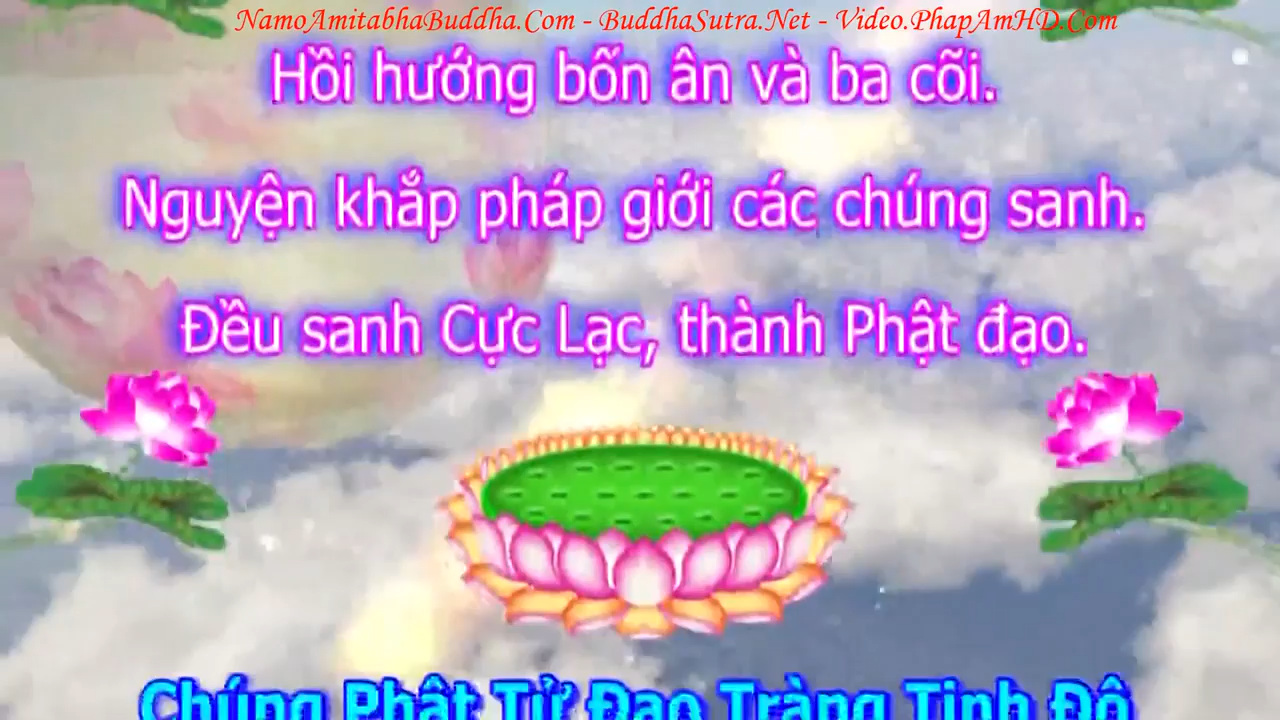 NamoAmitabhaBuddha.Com - BuddhaSutra.Net - Video.PhapAmHD.Com
Hồi hướng bốn ân và ba cõi.
Nguyện khắp pháp giới các chúng sanh.
Đều sanh Cực Lạc, thành Phật đạo.
Chúng Phật Tử Đạo Tràng Tịnh Độ